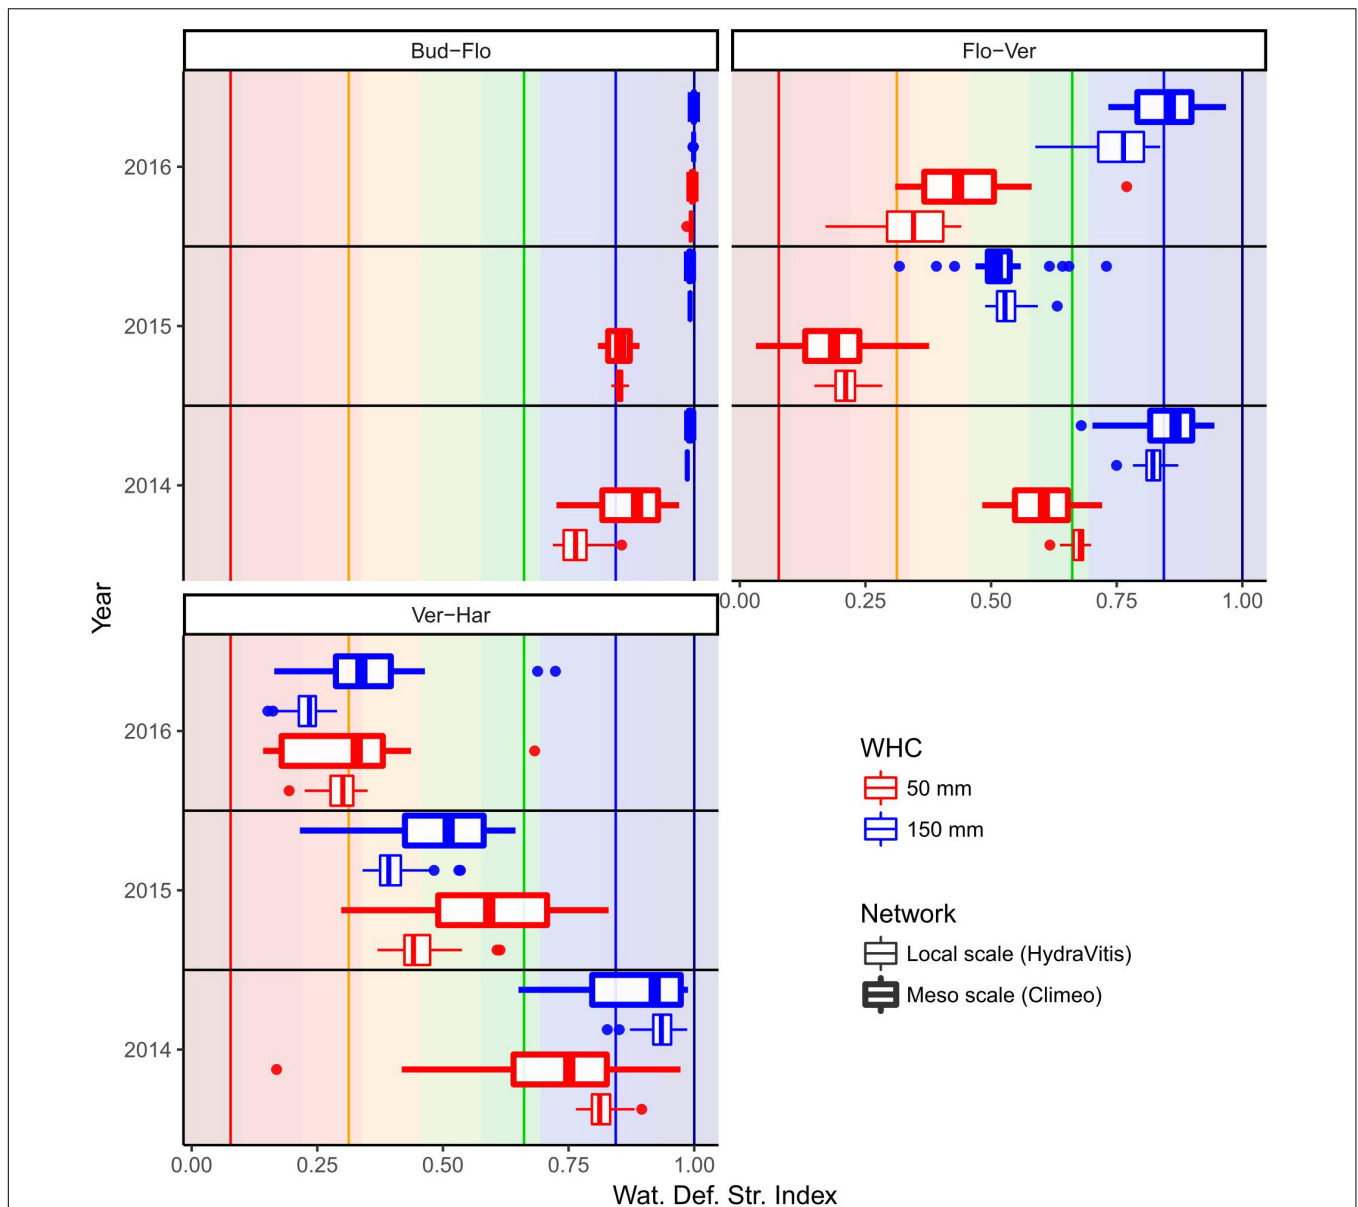 Bud−Flo
Flo−Ver
2016
2015
2014
0.00 0.25 0.50 0.75 1.00
Ver−Har
2016
2015
2014
0.00 0.25 0.50 0.75 1.00
Year
Wat. Def. Str. Index
WHC
50 mm
150 mm
Network
Local scale (HydraVitis)
Meso scale (Climeo)